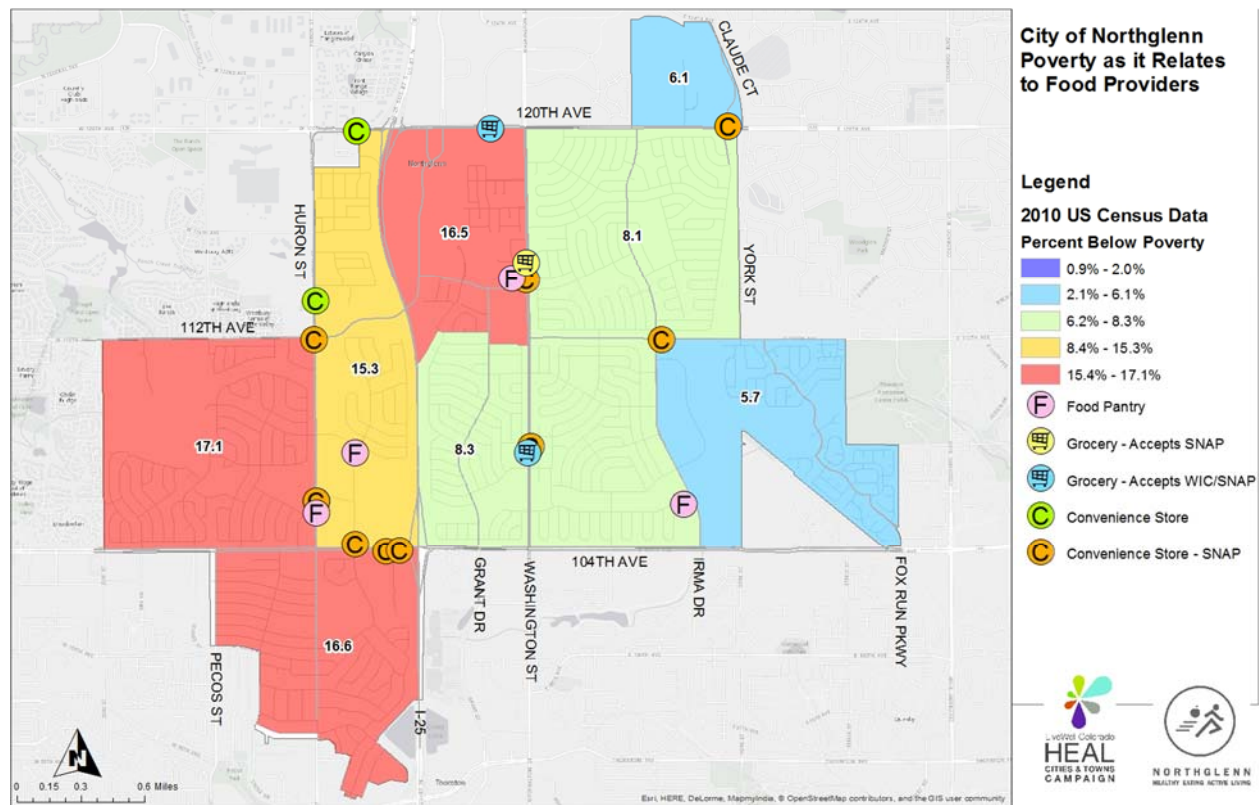 City of Northglenn
Poverty as it Relates
to Food Providers
Legend
2010 US Census Data
Percent Below Poverty
0.9% - 2.0%
2.1% - 6.1%
6.2% - 8.3%
8.4% - 15.3%
15.4% - 17.1%
F Food Pantry
Grocery - Accepts SNAP
Grocery - Accepts WIC/SNAP
C Convenience Store
C Convenience Store - SNAP
CLAUDE CT
6.1
120TH AVE
C
C
Northglenn
HURON ST
16.5
8.1
YORK ST
F
C
C
112TH AVE
C
C
15.3
5.7
17.1
8.3
F
C
F
F
C
C
C
104TH AVE
GRANT DR
WASHINGTON ST
IRMA DR
FOX RUN PKWY
16.6
PECOS ST
I-25
N
0 0.15 0.3 0.6 Miles
Thornton
Esri, HERE, DeLorme, MapmyIndia, © OpenStreetMap contributors, and the GIS user community
LiveWell Colorado
HEAL
CITIES & TOWNS
CAMPAIGN
NORTHGLENN
HEALTHY EATING ACTIVE LIVING